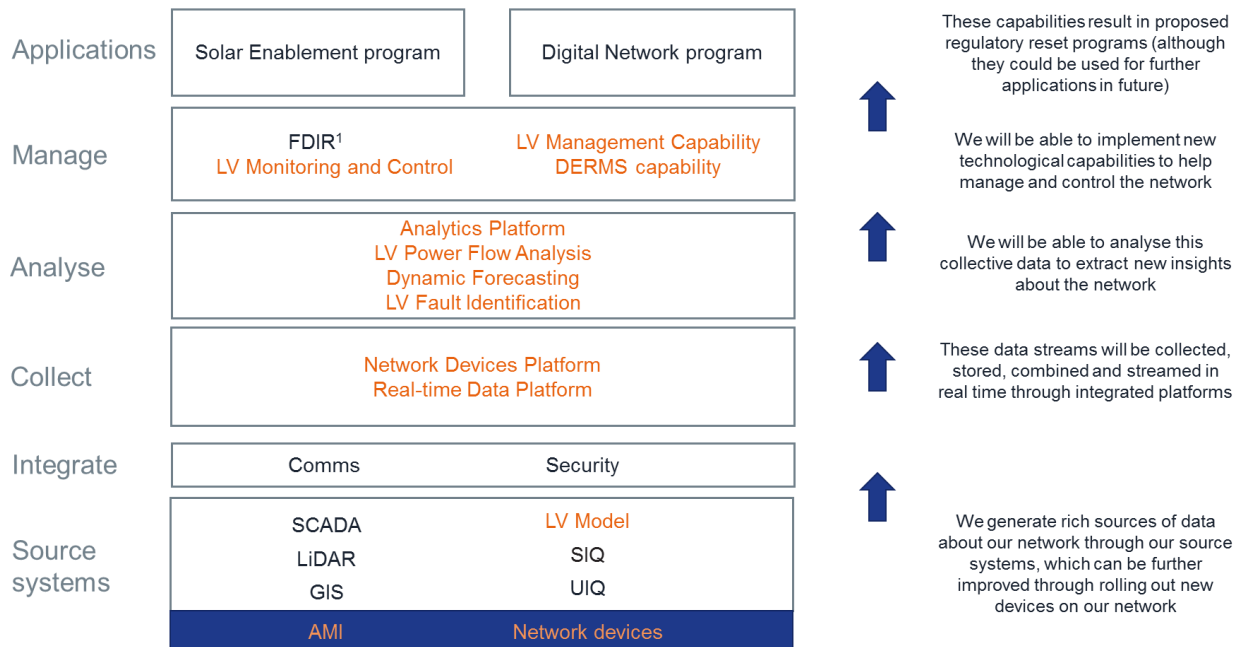 Applications
Solar Enablement program
Digital Network program
These capabilities result in proposed
regulatory reset programs (although
they could be used for further
applications in future)
Manage
FDIR¹
LV Monitoring and Control
LV Management Capability
DERMS capability
We will be able to implement new
technological capabilities to help
manage and control the network
Analyse
Analytics Platform
LV Power Flow Analysis
Dynamic Forecasting
LV Fault Identification
We will be able to analyse this
collective data to extract new insights
about the network
Collect
Network Devices Platform
Real-time Data Platform
These data streams will be collected,
stored, combined and streamed in
real time through integrated platforms
Integrate
Comms
Security
Source
systems
SCADA
LiDAR
GIS
LV Model
SIQ
UIQ
AMI
Network devices
We generate rich sources of data
about our network through our source
systems, which can be further
improved through rolling out new
devices on our network